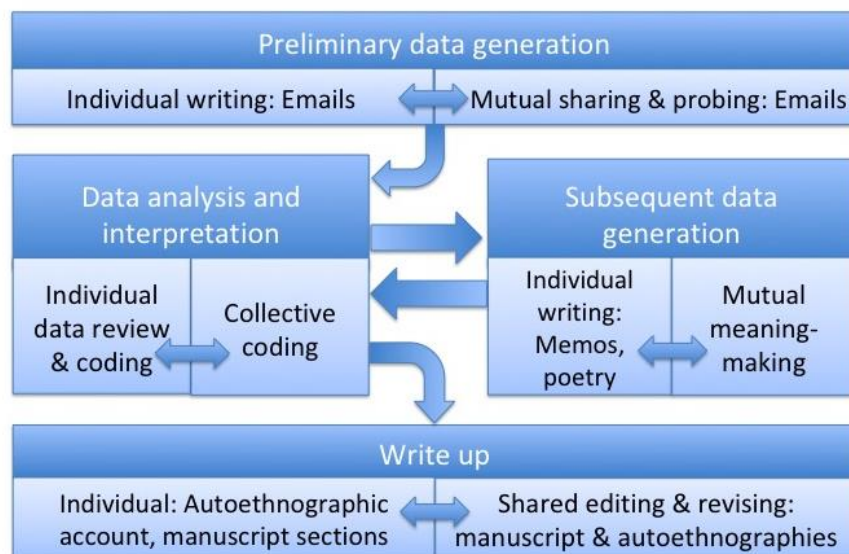 Preliminary data generation
Individual writing: Emails
Mutual sharing & probing: Emails
Data analysis and
interpretation
Individual
data review
& coding
Collective
coding
Subsequent data
generation
Individual
writing:
Memos,
poetry
Mutual
meaning-
making
Write up
Individual: Autoethnographic
account, manuscript sections
Shared editing & revising:
manuscript & autoethnographies